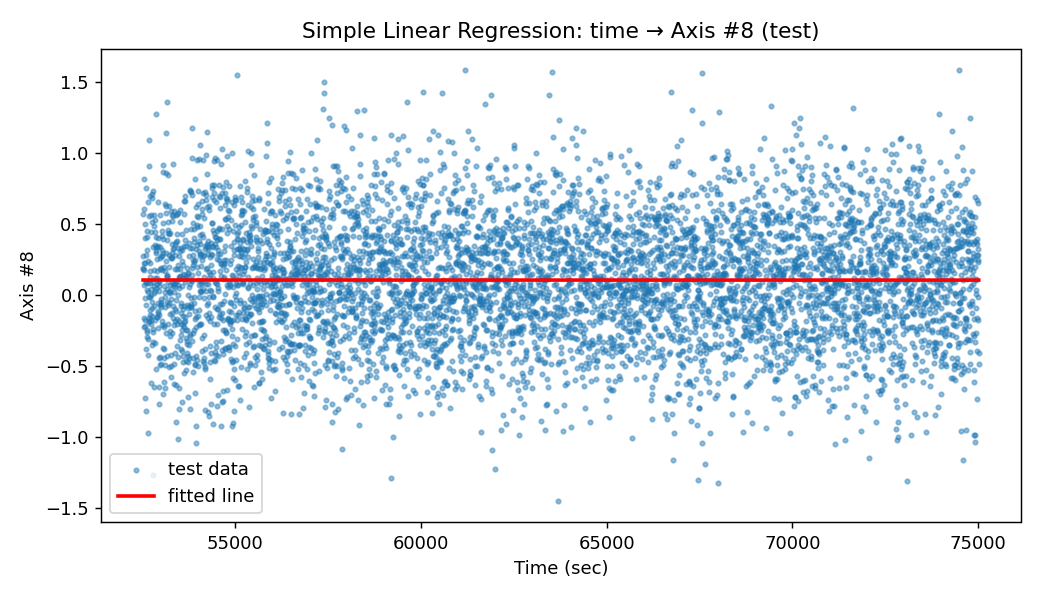 Simple Linear Regression: time → Axis #8 (test)
1.5
1.0
0.5
0.0
−0.5
−1.0
−1.5
Axis #8
test data
fitted line
55000 60000 65000 70000 75000
Time (sec)